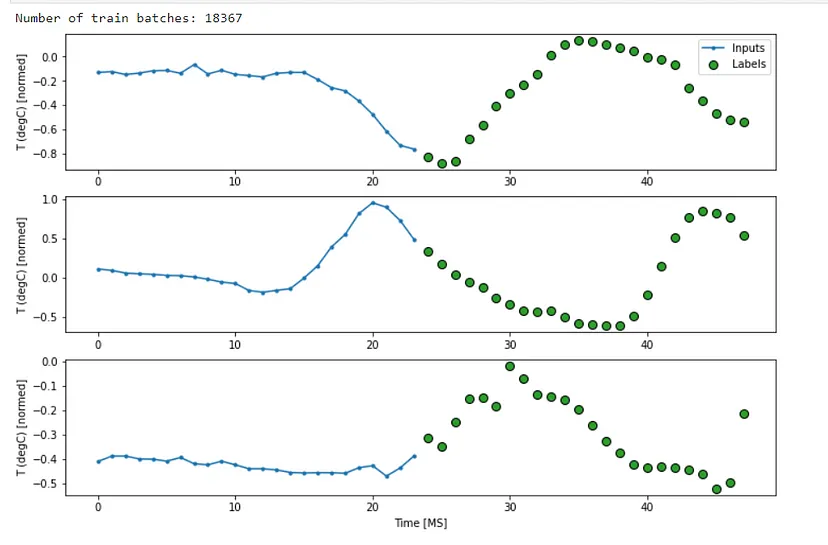 Number of train batches: 18367
T (degC) [normed]
0.0
−0.2
−0.4
−0.6
−0.8
Inputs
Labels
0 10 20 30 40
T (degC) [normed]
1.0
0.5
0.0
−0.5
0 10 20 30 40
T (degC) [normed]
0.0
−0.1
−0.2
−0.3
−0.4
−0.5
0 10 20 30 40
Time [MS]